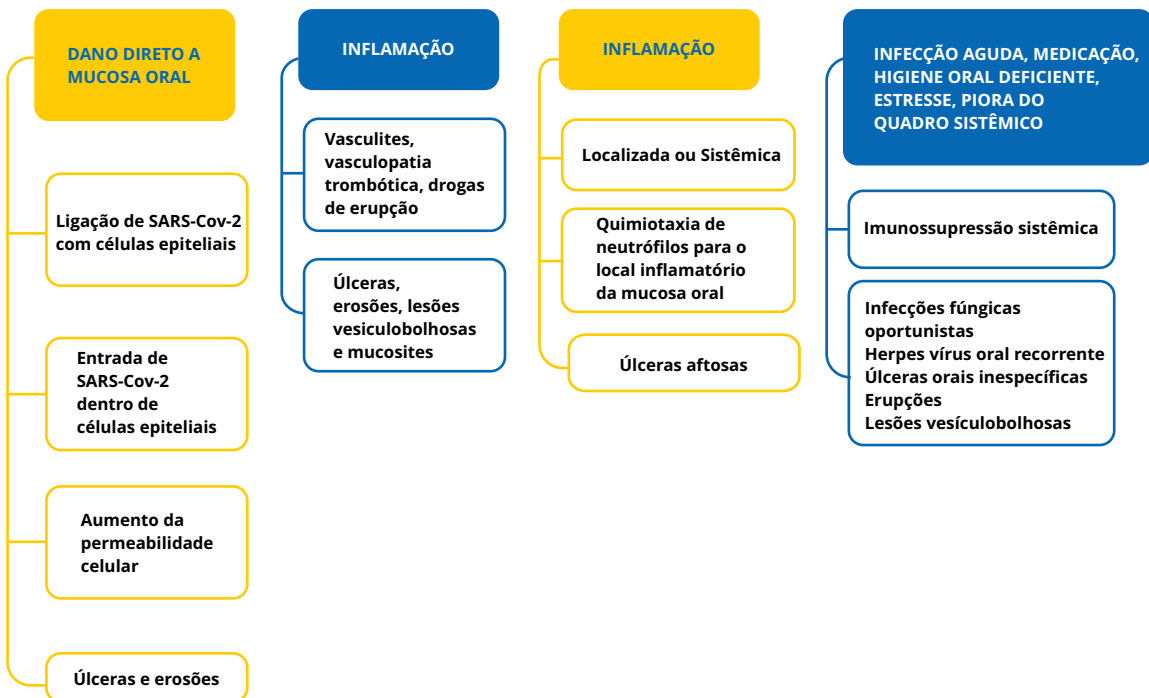 DANO DIRETO A
MUCOSA ORAL
Ligação de SARS-Cov-2
com células epiteliais
Entrada de
SARS-Cov-2
dentro de
células epiteliais
Aumento da
permeabilidade
celular
Úlceras e erosões
INFLAMAÇÃO
Vasculites,
vasculopatia
trombótica, drogas
de erupção
Úlceras,
erosões, lesões
vesiculobolhosas
e mucosites
INFLAMAÇÃO
Localizada ou Sistêmica
Quimiotaxia de
neutrófilos para o
local inflamatório
da mucosa oral
Úlceras aftosas
INFECÇÃO AGUDA, MEDICAÇÃO,
HIGIENE ORAL DEFICIENTE,
ESTRESSE, PIORA DO
QUADRO SISTÊMICO
Imunossupressão sistêmica
Infecções fúngicas
oportunistas
Herpes vírus oral recorrente
Úlceras orais inespecíficas
Erupções
Lesões vesículobolhosas